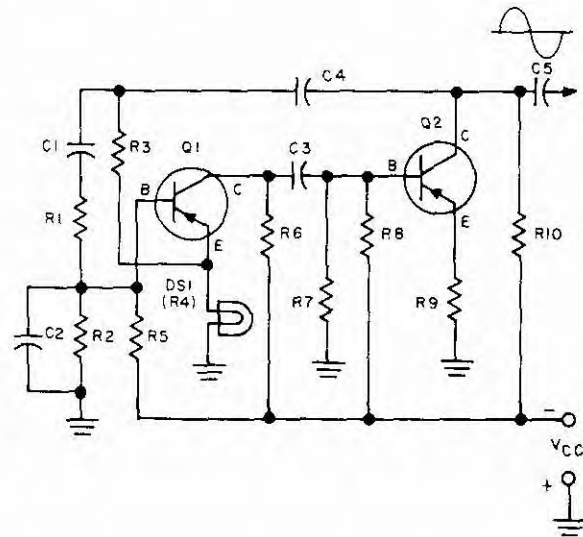 C4
C5
C1
R3
Q1
C3
Q2
C
B
C
B
R1
R6
R8
R10
E
E
DS1
(R4)
R7
R9
C2
R2
R5
−
VCC
+